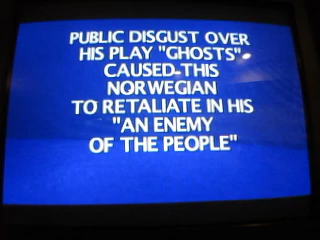 PUBLIC DISGUST OVER
HIS PLAY "GHOSTS"
CAUSED THIS
NORWEGIAN
TO RETALIATE IN HIS
"AN ENEMY
OF THE PEOPLE"